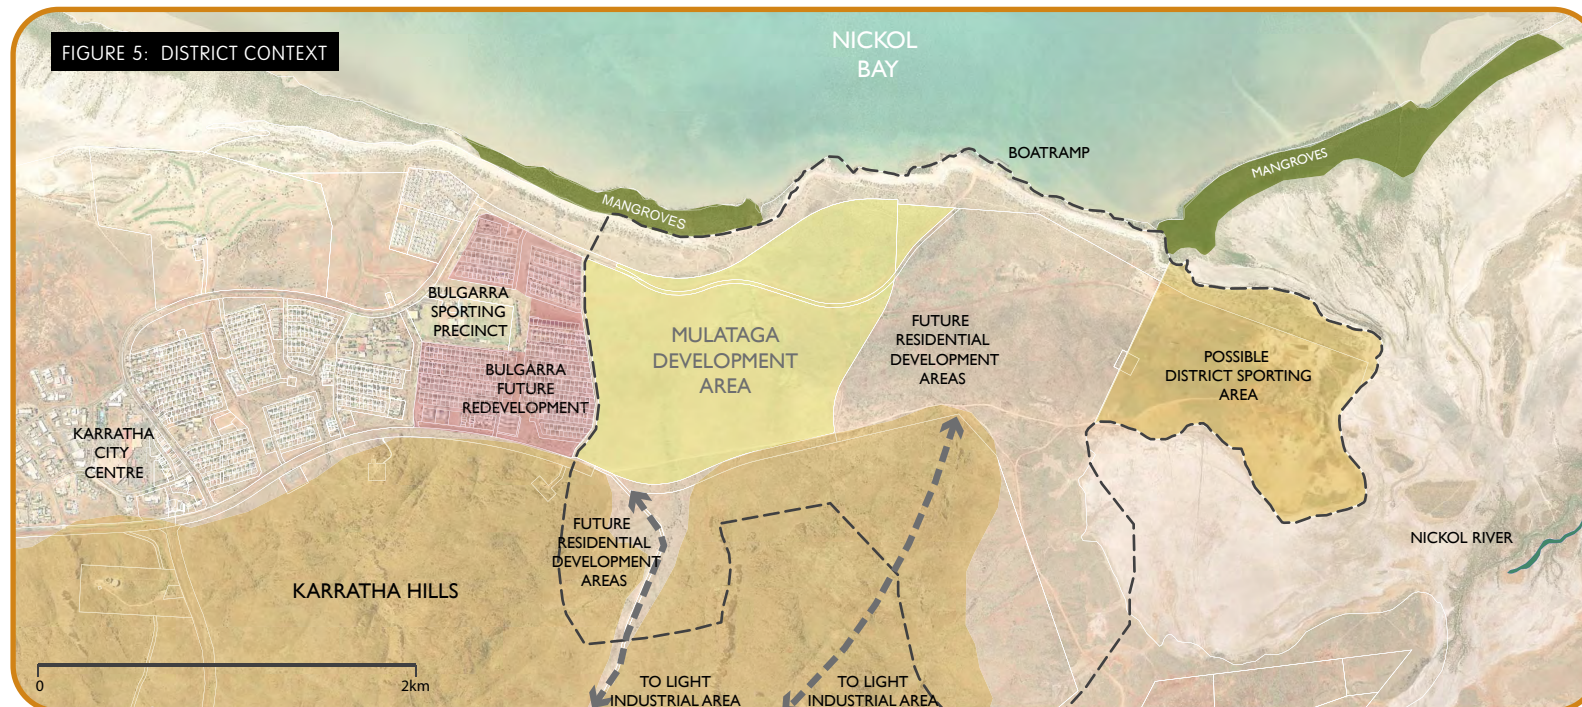 FIGURE 5: DISTRICT CONTEXT
NICKOL
BAY
BOATRAMP
MANGROVES
MANGROVES
BULGARRA
SPORTING
PRECINCT
MULATAGA
DEVELOPMENT
AREA
FUTURE
RESIDENTIAL
DEVELOPMENT
AREAS
POSSIBLE
DISTRICT SPORTING
AREA
BULGARRA
FUTURE
REDEVELOPMENT
KARRATHA
CITY
CENTRE
FUTURE
RESIDENTIAL
DEVELOPMENT
AREAS
NICKOL RIVER
KARRATHA HILLS
TO LIGHT
INDUSTRIAL AREA
TO LIGHT
INDUSTRIAL AREA
0
2km